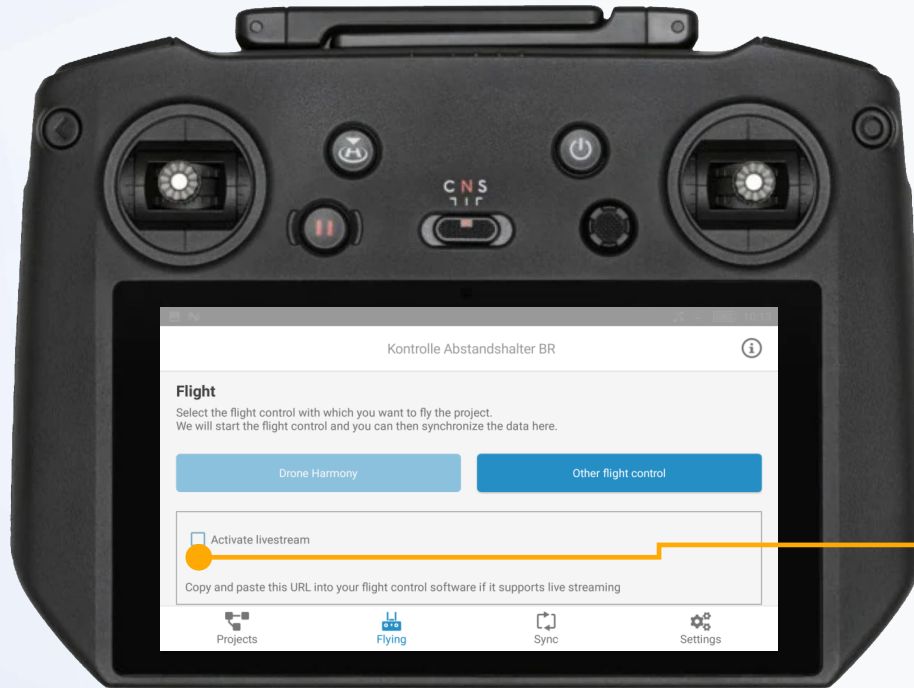 C N S
10:13
Kontrolle Abstandshalter BR
Flight
Select the flight control with which you want to fly the project.
We will start the flight control and you can then synchronize the data here.
Drone Harmony
Other flight control
Activate livestream
Copy and paste this URL into your flight control software if it supports live streaming
Projects
Flying
Sync
Settings